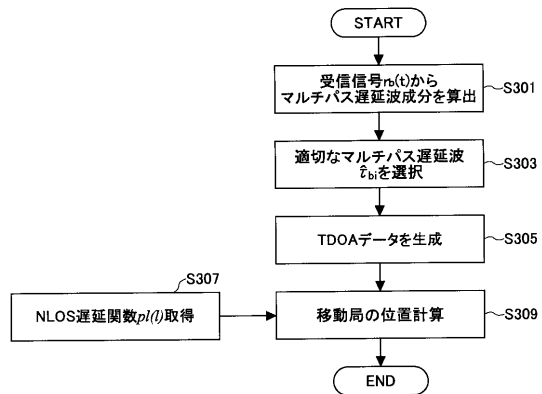 START
受信信号rb(t)から
マルチパス遅延波成分を算出
S301
適切なマルチパス遅延波
τ̂biを選択
S303
TDOAデータを生成
S305
S307
NLOS遅延関数pl(l)取得
移動局の位置計算
S309
END